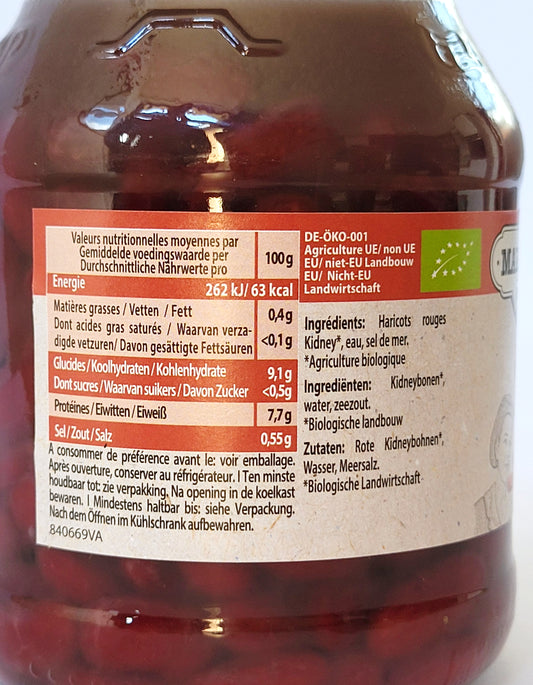 Valeurs nutritionnelles moyennes par
Gemiddelde voedingswaarde per
Durchschnittliche Nährwerte pro
100g
Energie
262 kJ/ 63 kcal
Matières grasses / Vetten / Fett
0,4g
Dont acides gras saturés / Waarvan verza-
digde vetzuren/ Davon gesättigte Fettsäuren
<0,1g
Glucides / Koolhydraten / Kohlenhydrate
9,1g
Dont sucres / Waarvan suikers / Davon Zucker
<0,5g
Protéines / Eiwitten / Eiweiß
7,7g
Sel / Zout / Salz
0,55g
A consommer de préférence avant le: voir emballage.
Après ouverture, conserver au réfrigérateur. I Ten minste
houdbaar tot: zie verpakking. Na opening in de koelkast
bewaren. I Mindestens haltbar bis: siehe Verpackung.
Nach dem Öffnen im Kühlschrank aufbewahren.
840669VA
DE-ÖKO-001
Agriculture UE/ non UE
EU/ niet-EU Landbouw
EU/ Nicht-EU
Landwirtschaft
Ingrédients: Haricots rouges
Kidney*, eau, sel de mer.
*Agriculture biologique
Ingrediënten: Kidneybonen*,
water, zeezout.
*Biologische landbouw
Zutaten: Rote Kidneybohnen*,
Wasser, Meersalz.
*Biologische Landwirtschaft